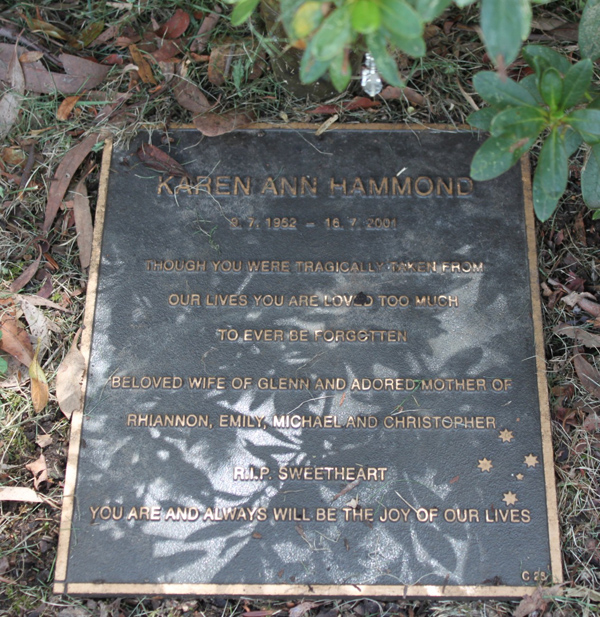 KAREN ANN HAMMOND
9. 7. 1962 – 16. 7. 2001
THOUGH YOU WERE TRAGICALLY TAKEN FROM
OUR LIVES YOU ARE LOVED TOO MUCH
TO EVER BE FORGOTTEN
BELOVED WIFE OF GLENN AND ADORED MOTHER OF
RHIANNON, EMILY, MICHAEL AND CHRISTOPHER
R.I.P. SWEETHEART
YOU ARE AND ALWAYS WILL BE THE JOY OF OUR LIVES
C 28